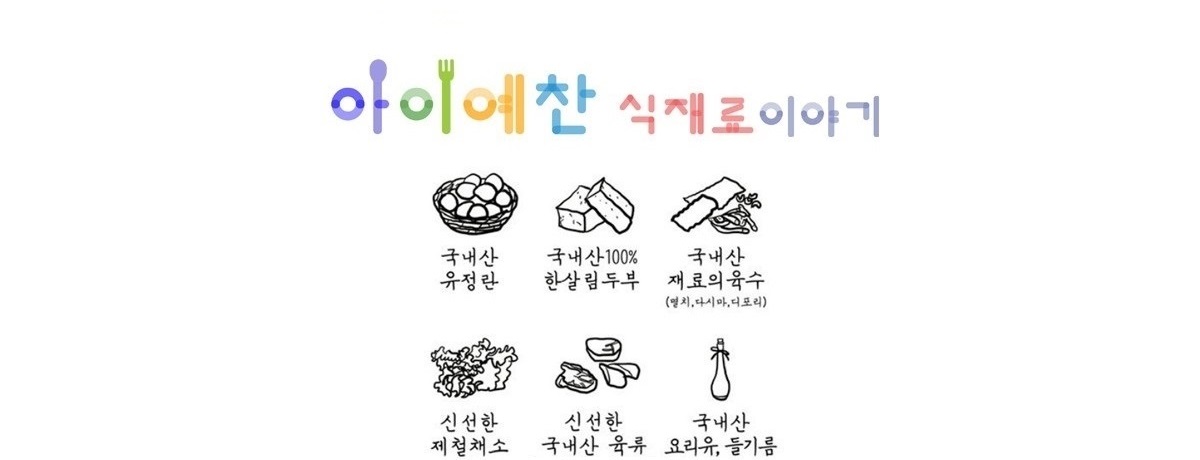 아이예찬 식재료이야기
국내산
유정란
국내산100%
한살림두부
국내산
재료의육수
(멸치,다시마,디포리)
신선한
제철채소
신선한
국내산 육류
국내산
요리유, 들기름